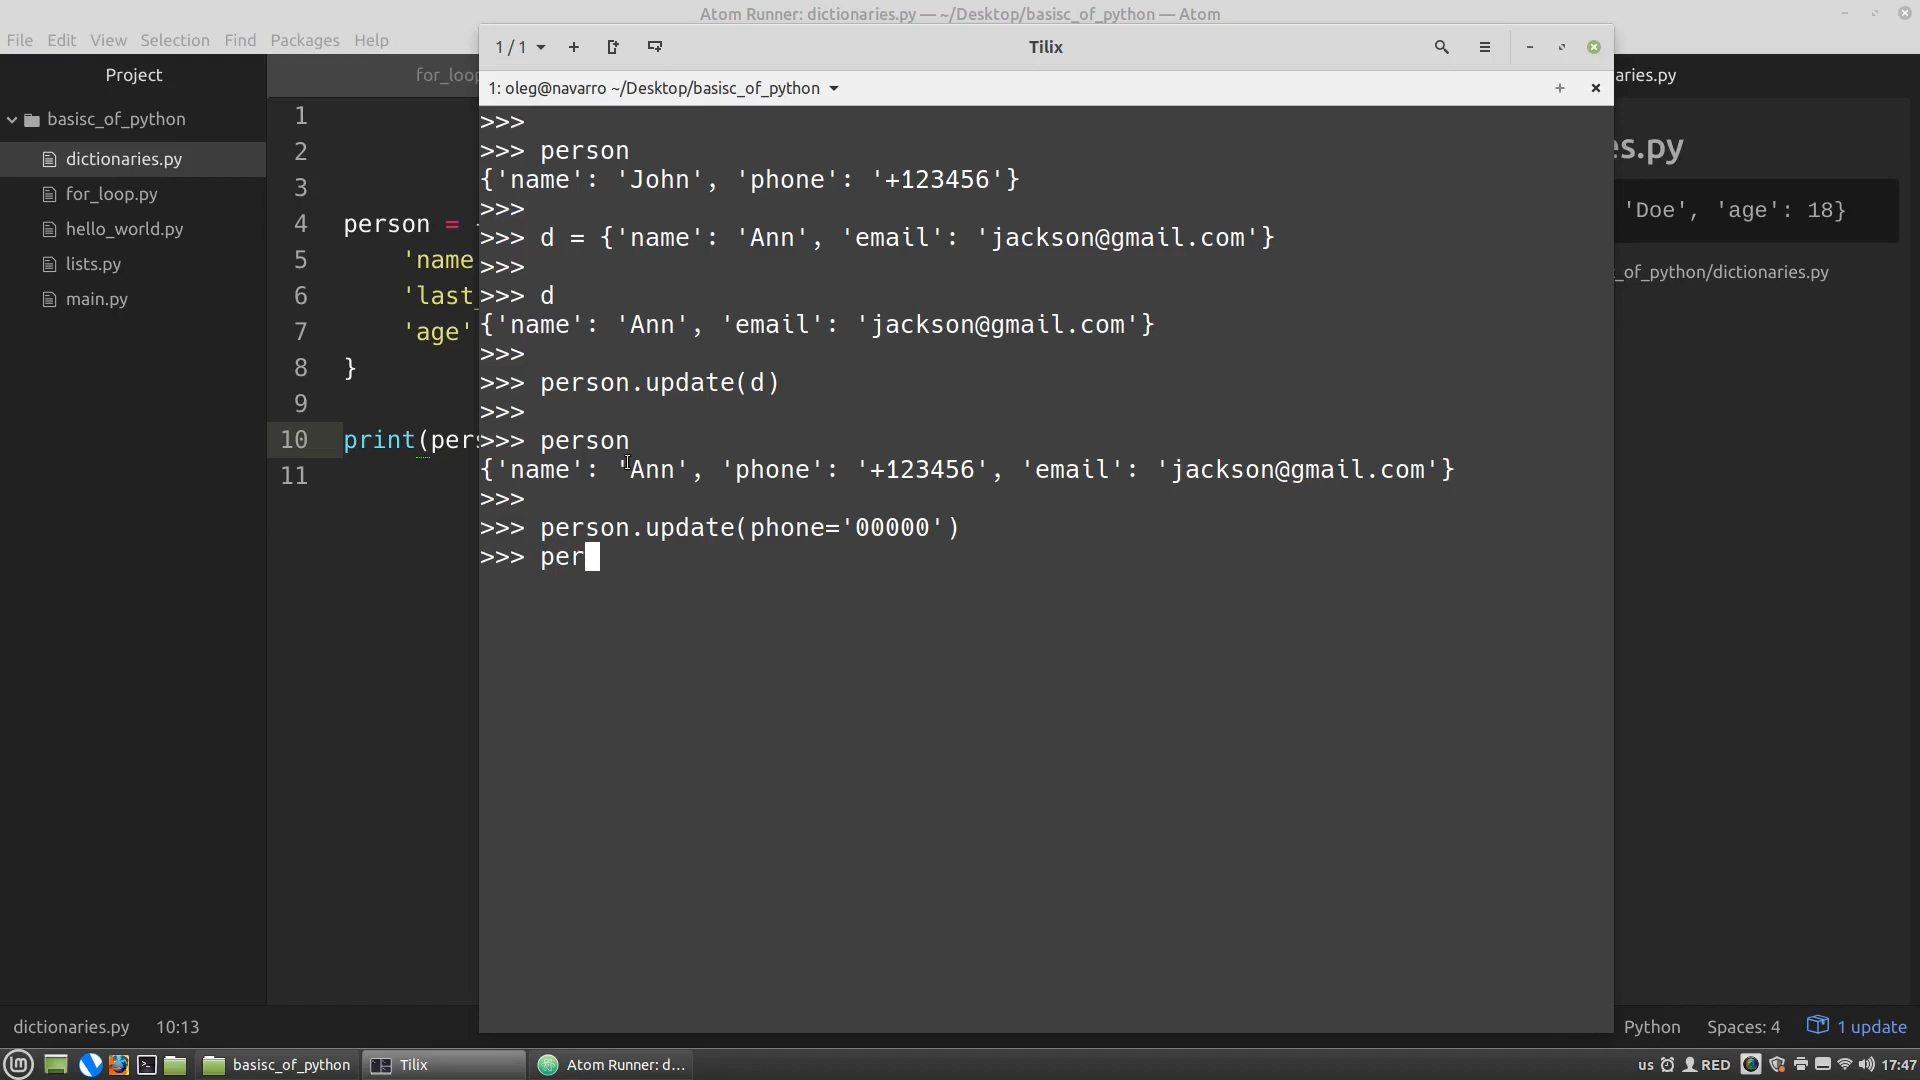 Atom Runner: dictionaries.py — ~/Desktop/basisc_of_python — Atom
File Edit View Selection Find Packages Help
1 / 1
Tilix
Project
for_loo
1: oleg@navarro ~/Desktop/basisc_of_python
aries.py
basisc_of_python
dictionaries.py
for_loop.py
hello_world.py
lists.py
main.py
1
2
3
4 person =
5 'name
6 'last_
7 'age'
8 }
9
10 print(pers
11
>>>
>>> person
{'name': 'John', 'phone': '+123456'}
>>>
>>> d = {'name': 'Ann', 'email': 'jackson@gmail.com'}
>>>
>>> d
{'name': 'Ann', 'email': 'jackson@gmail.com'}
>>>
>>> person.update(d)
>>>
>>> person
{'name': 'Ann', 'phone': '+123456', 'email': 'jackson@gmail.com'}
>>>
>>> person.update(phone='00000')
>>> per
es.py
'Doe', 'age': 18}
c_of_python/dictionaries.py
dictionaries.py 10:13
Python Spaces: 4 1 update
basisc_of_python Tilix Atom Runner: d...
us RED 17:47